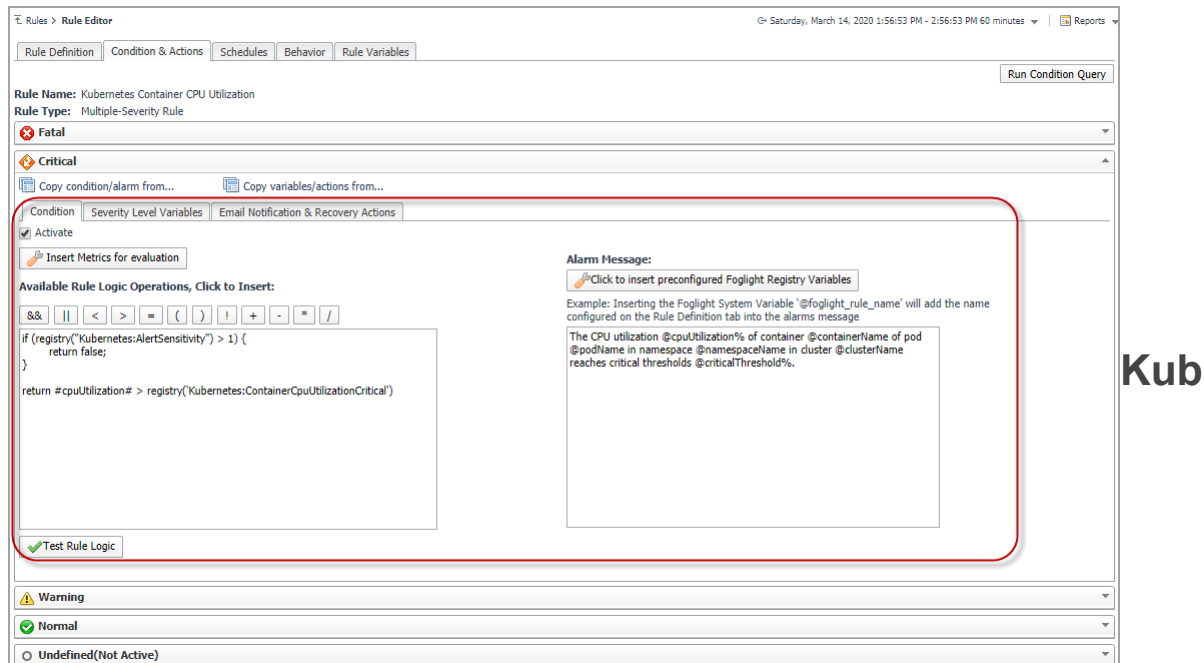 Rules > Rule Editor
Saturday, March 14, 2020 1:56:53 PM - 2:56:53 PM 60 minutes
Reports
Rule Definition
Condition & Actions
Schedules
Behavior
Rule Variables
Run Condition Query
Rule Name: Kubernetes Container CPU Utilization
Rule Type: Multiple-Severity Rule
Fatal
Critical
Copy condition/alarm from...
Copy variables/actions from...
Condition
Severity Level Variables
Email Notification & Recovery Actions
Activate
Insert Metrics for evaluation
Available Rule Logic Operations, Click to Insert:
&& || < > = ( ) ! + - * /
if (registry("Kubernetes:AlertSensitivity") > 1) {
return false;
}
return #cpuUtilization# > registry('Kubernetes:ContainerCpuUtilizationCritical')
Test Rule Logic
Alarm Message:
Click to insert preconfigured Foglight Registry Variables
Example: Inserting the Foglight System Variable '@foglight_rule_name' will add the name
configured on the Rule Definition tab into the alarms message
The CPU utilization @cpuUtilization% of container @containerName of pod
@podName in namespace @namespaceName in cluster @clusterName
reaches critical thresholds @criticalThreshold%.
Warning
Normal
Undefined(Not Active)
Kub